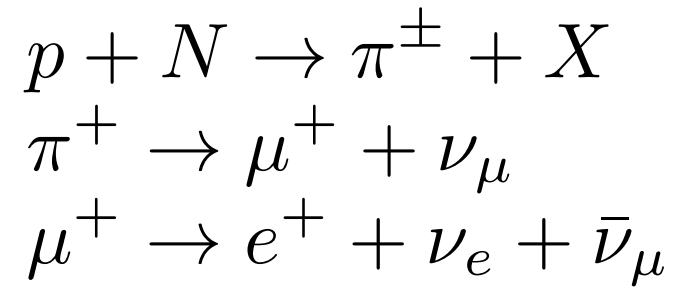 p + N → π^± + X
π^+ → μ^+ + ν_μ
μ^+ → e^+ + ν_e + ν̄_μ